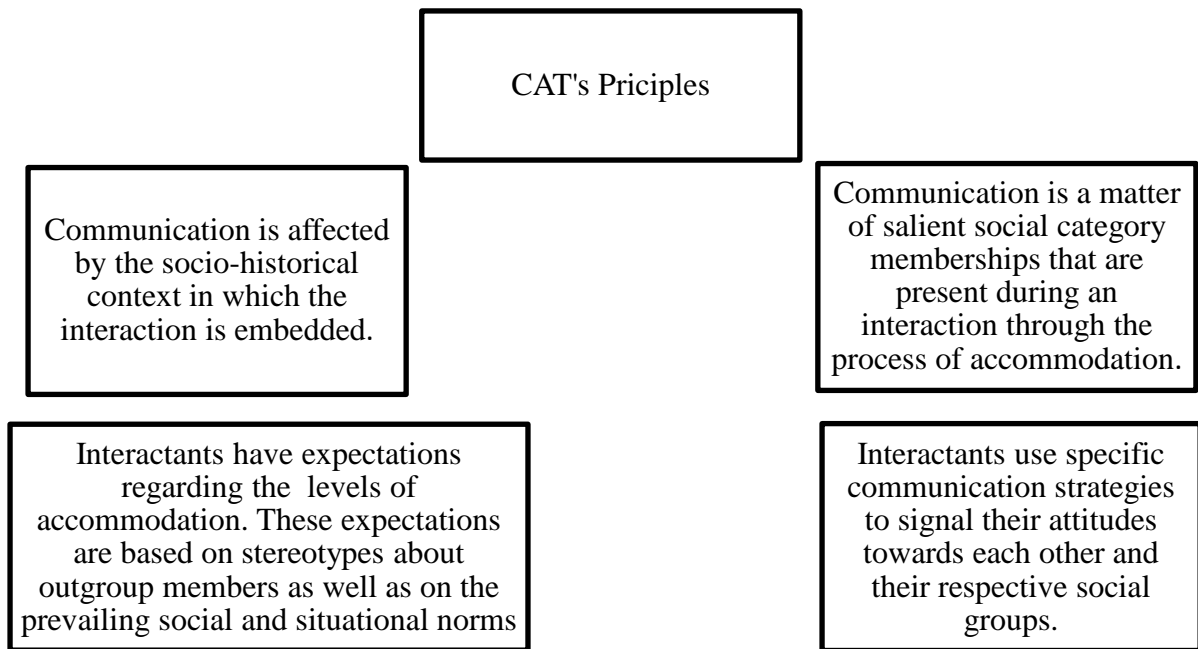 CAT's Priciples
Communication is affected
by the socio-historical
context in which the
interaction is embedded.
Communication is a matter
of salient social category
memberships that are
present during an
interaction through the
process of accommodation.
Interactants have expectations
regarding the levels of
accommodation. These expectations
are based on stereotypes about
outgroup members as well as on the
prevailing social and situational norms
Interactants use specific
communication strategies
to signal their attitudes
towards each other and
their respective social
groups.